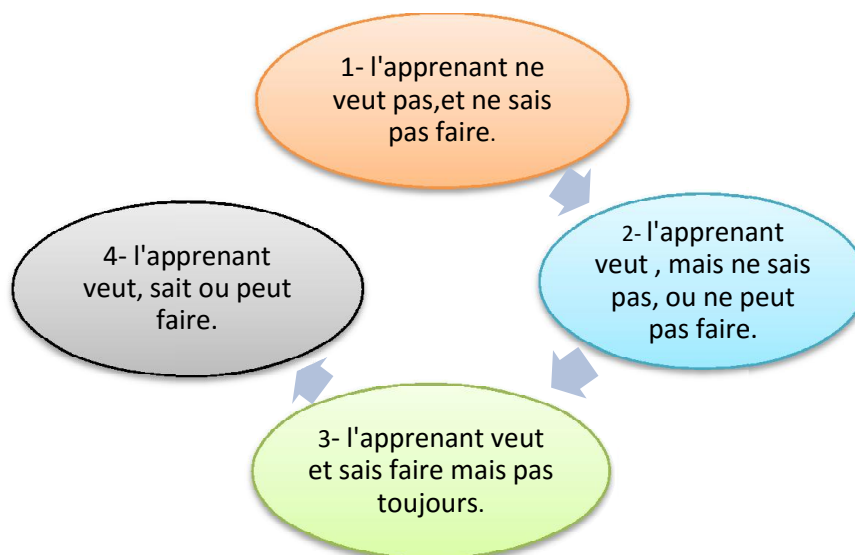 1- l'apprenant ne
veut pas,et ne sais
pas faire.
2- l'apprenant
veut , mais ne sais
pas, ou ne peut
pas faire.
3- l'apprenant veut
et sais faire mais pas
toujours.
4- l'apprenant
veut, sait ou peut
faire.